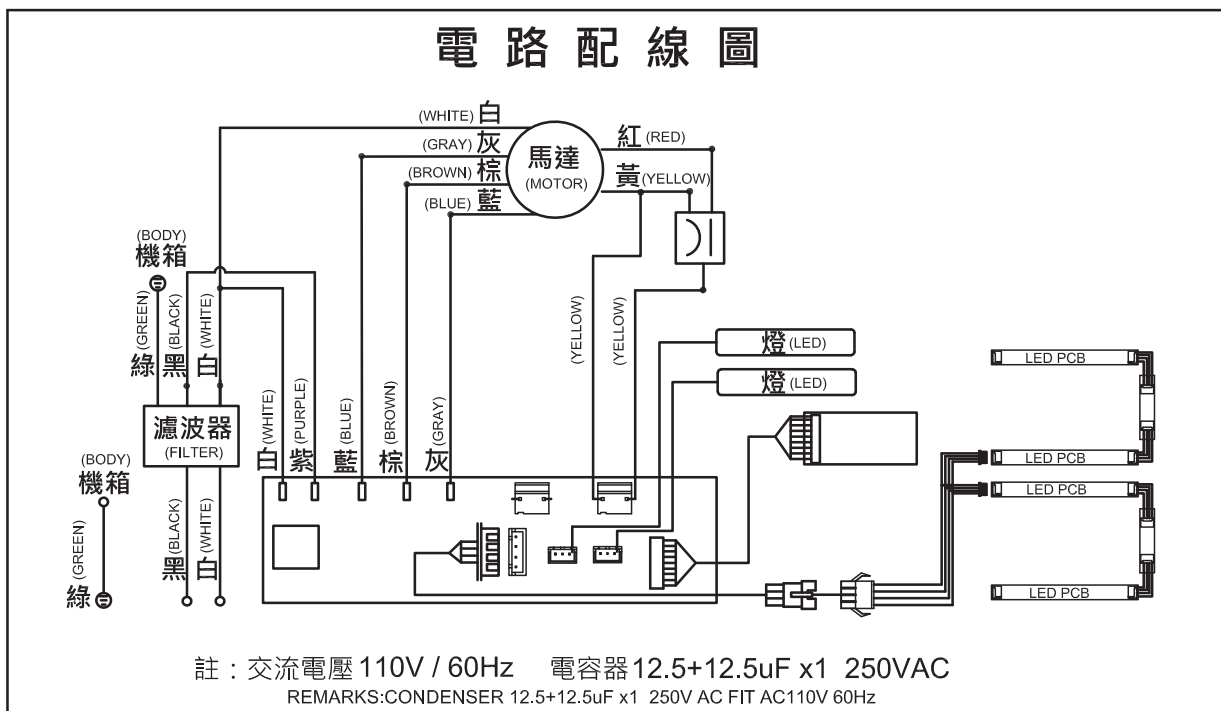 電路配線圖
(WHITE) 白
(GRAY) 灰
(BROWN) 棕
(BLUE) 藍
馬達
(MOTOR)
紅 (RED)
黃 (YELLOW)
(BODY)
機箱
(GREEN)
綠
(BLACK)
黑
(WHITE)
白
濾波器
(FILTER)
(BODY)
機箱
(GREEN)
綠
(BLACK)
黑
(WHITE)
白
(WHITE)
白
(PURPLE)
紫
(BLUE)
藍
(BROWN)
棕
(GRAY)
灰
(YELLOW)
(YELLOW)
燈 (LED)
燈 (LED)
LED PCB
LED PCB
LED PCB
LED PCB
註：交流電壓 110V / 60Hz 電容器 12.5+12.5uF x1 250VAC
REMARKS:CONDENSER 12.5+12.5uF x1 250V AC FIT AC110V 60Hz